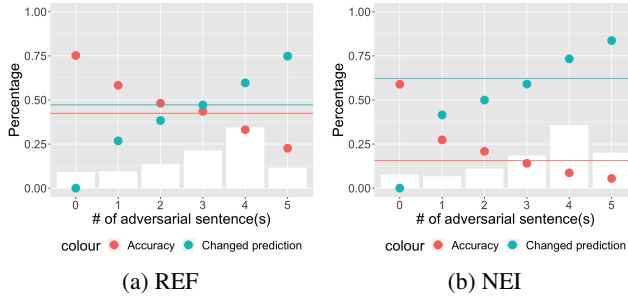 1.00
0.75
0.50
0.25
0.00
Percentage
0 1 2 3 4 5
# of adversarial sentence(s)
colour Accuracy Changed prediction
(a) REF
1.00
0.75
0.50
0.25
0.00
Percentage
0 1 2 3 4 5
# of adversarial sentence(s)
colour Accuracy Changed prediction
(b) NEI